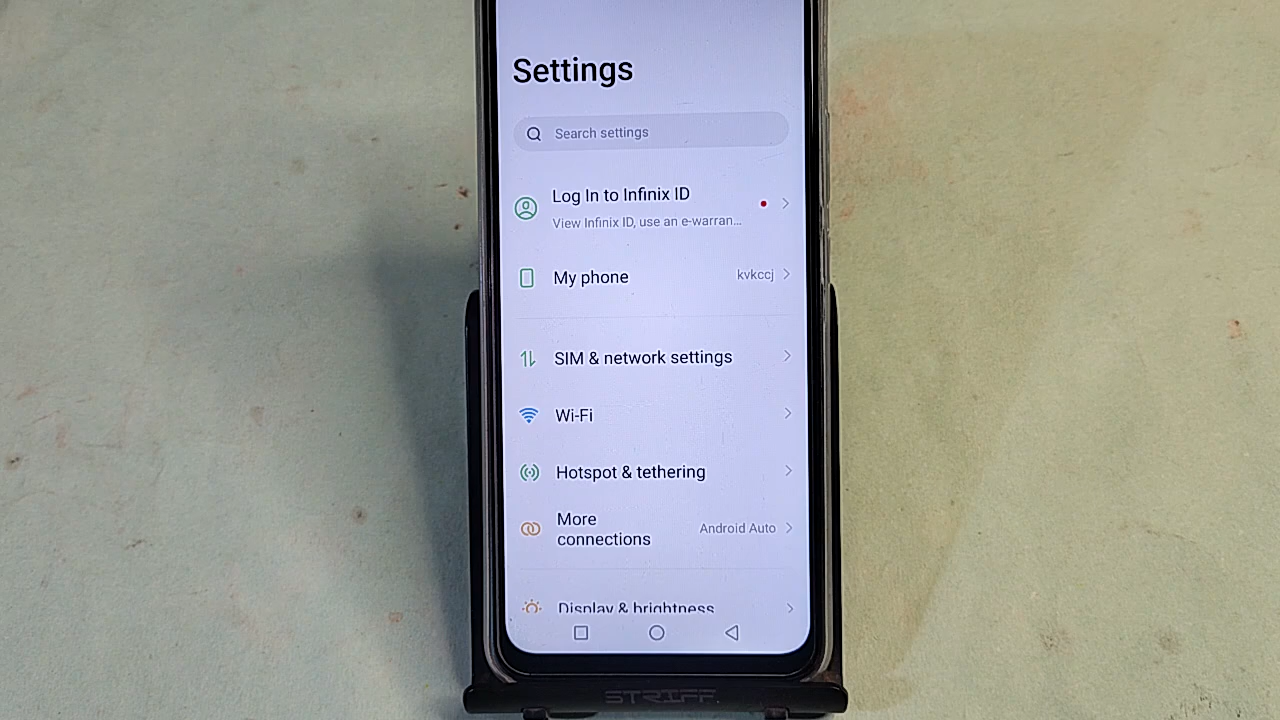 Settings
Search settings
Log In to Infinix ID
View Infinix ID, use an e-warran...
My phone
kvkccj
SIM & network settings
Wi-Fi
Hotspot & tethering
More
connections
Android Auto
Display & brightness
STRIFF